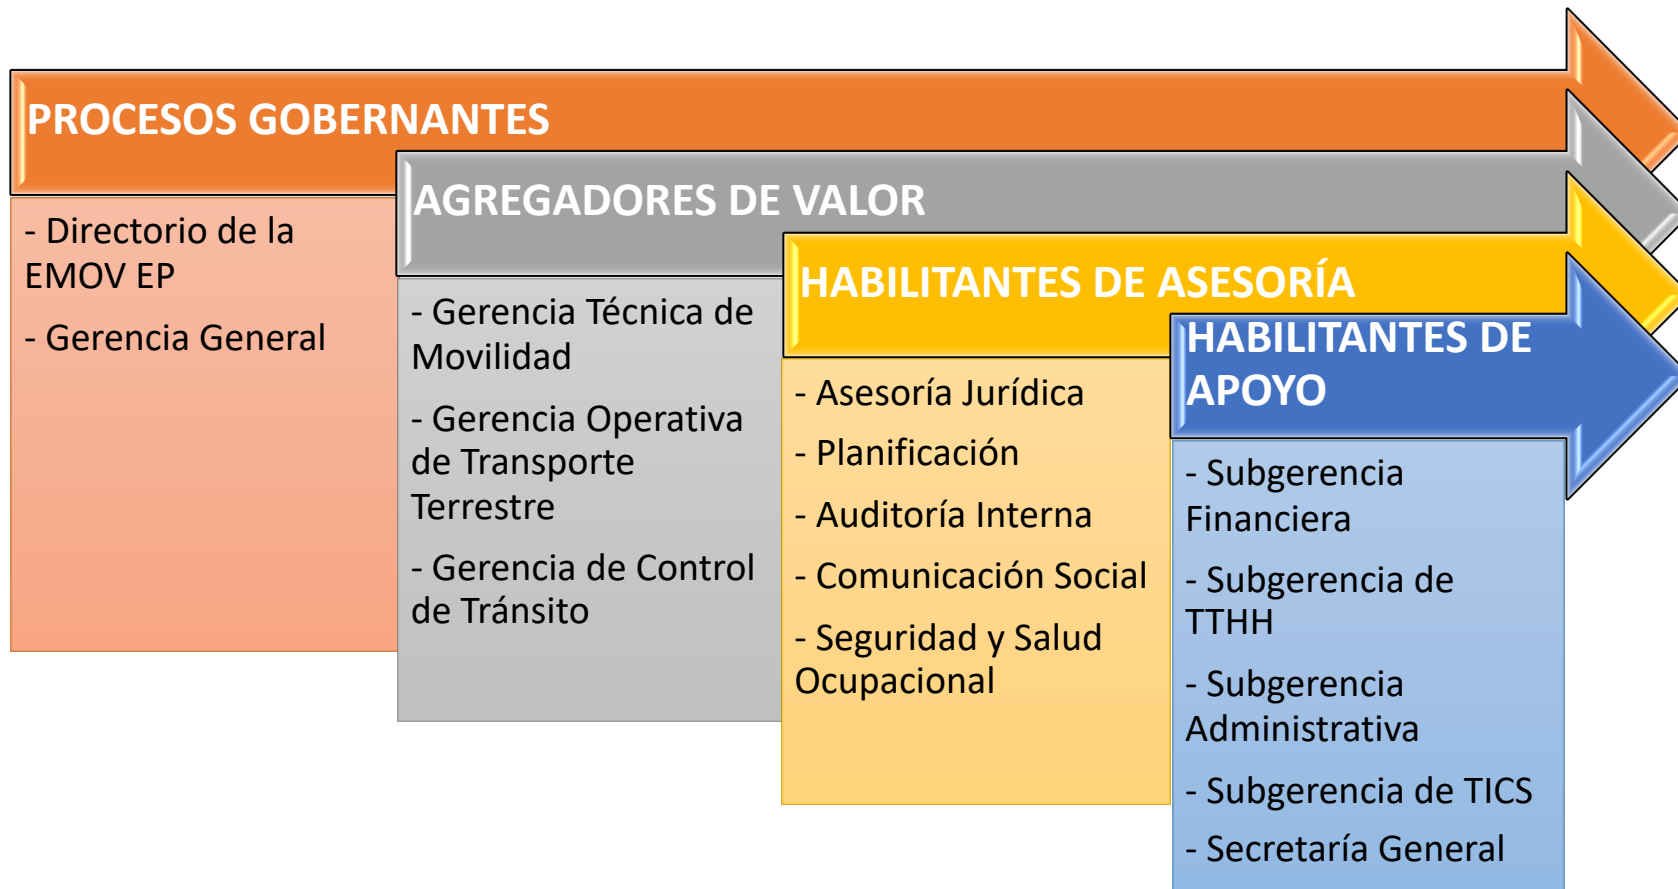 PROCESOS GOBERNANTES
- Directorio de la
EMOV EP
- Gerencia General
AGREGADORES DE VALOR
- Gerencia Técnica de
Movilidad
- Gerencia Operativa
de Transporte
Terrestre
- Gerencia de Control
de Tránsito
HABILITANTES DE ASESORÍA
- Asesoría Jurídica
- Planificación
- Auditoría Interna
- Comunicación Social
- Seguridad y Salud
Ocupacional
HABILITANTES DE
APOYO
- Subgerencia
Financiera
- Subgerencia de
TTHH
- Subgerencia
Administrativa
- Subgerencia de TICS
- Secretaría General